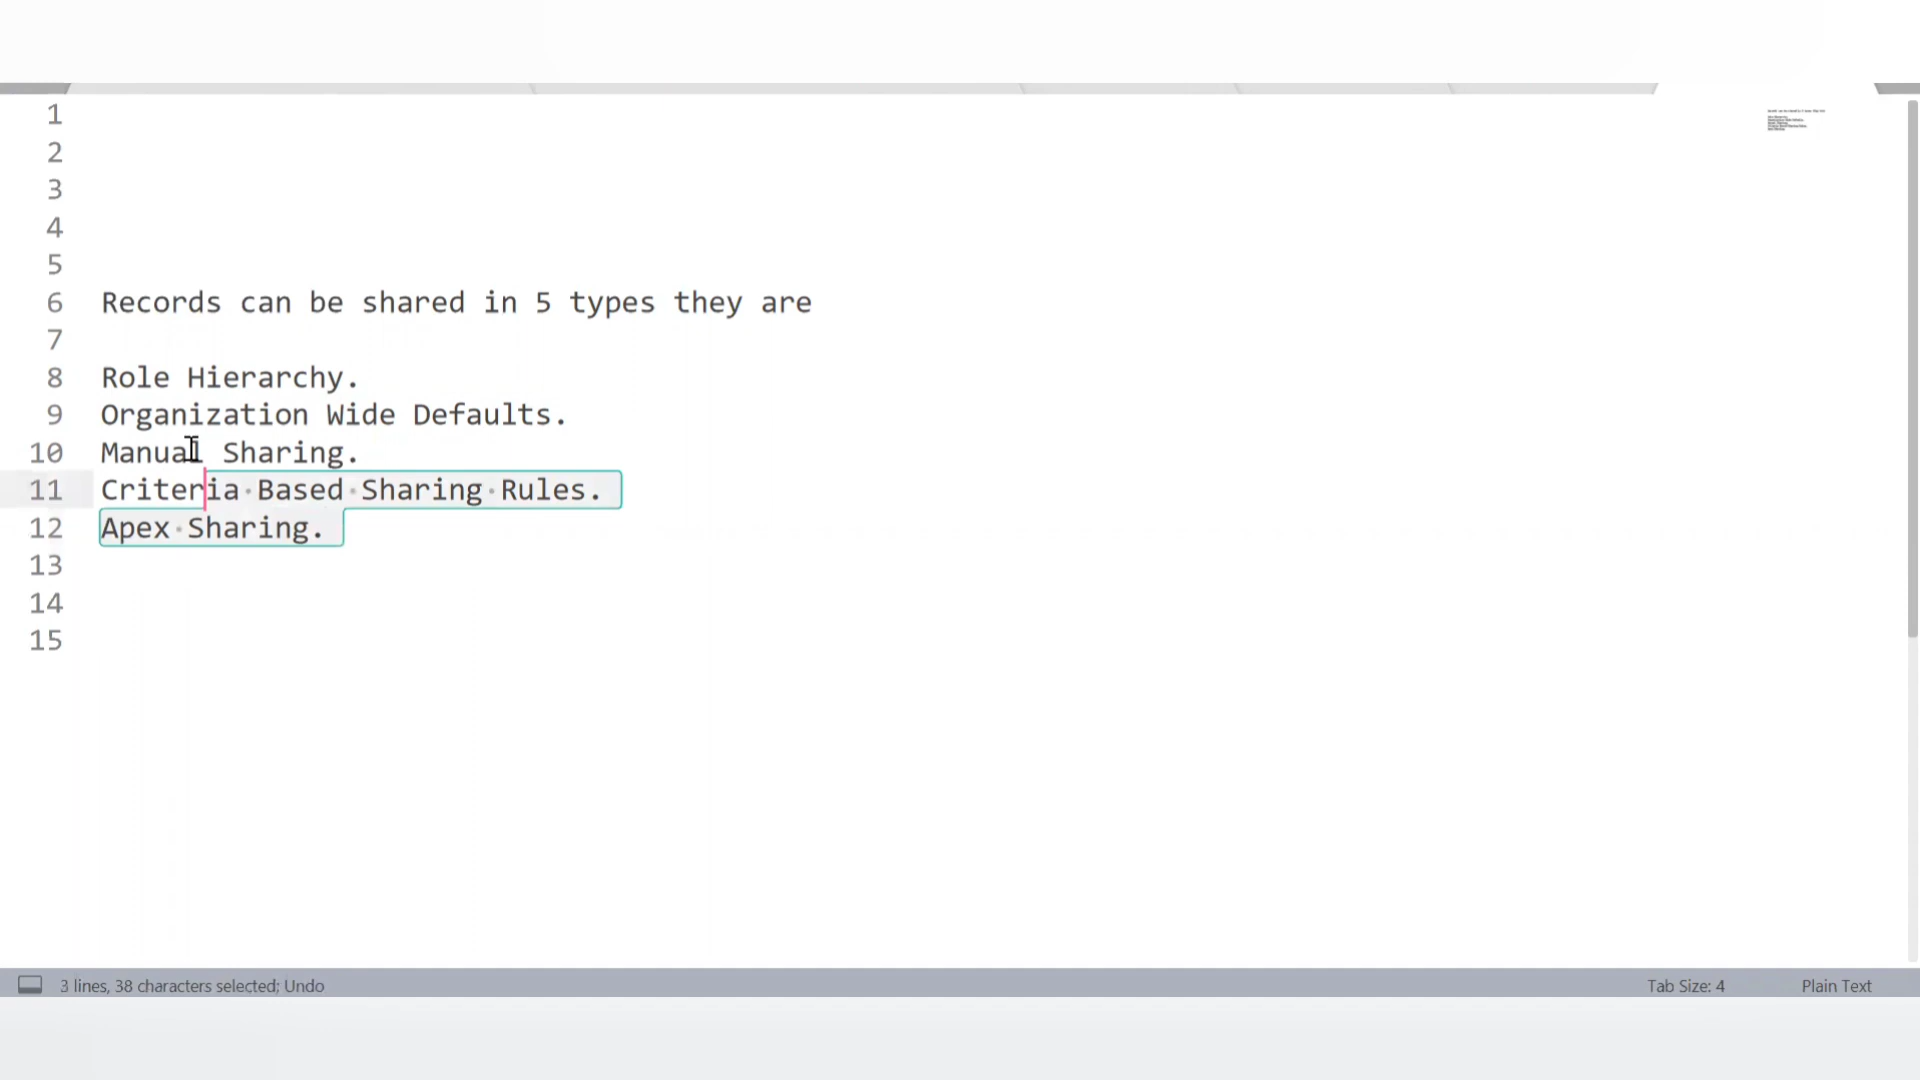 1
2
3
4
5
6 Records can be shared in 5 types they are
7
8 Role Hierarchy.
9 Organization Wide Defaults.
10 Manual Sharing.
11 Criteria Based Sharing Rules.
12 Apex Sharing.
13
14
15
3 lines, 38 characters selected; Undo
Tab Size: 4
Plain Text